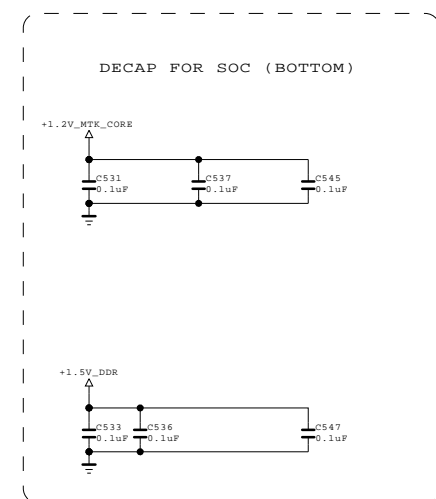 DECAP FOR SOC (BOTTOM)
+1.2V_MTK_CORE
C531 C537 C545
0.1uF 0.1uF 0.1uF
+1.5V_DDR
C533 C536 C547
0.1uF 0.1uF 0.1uF